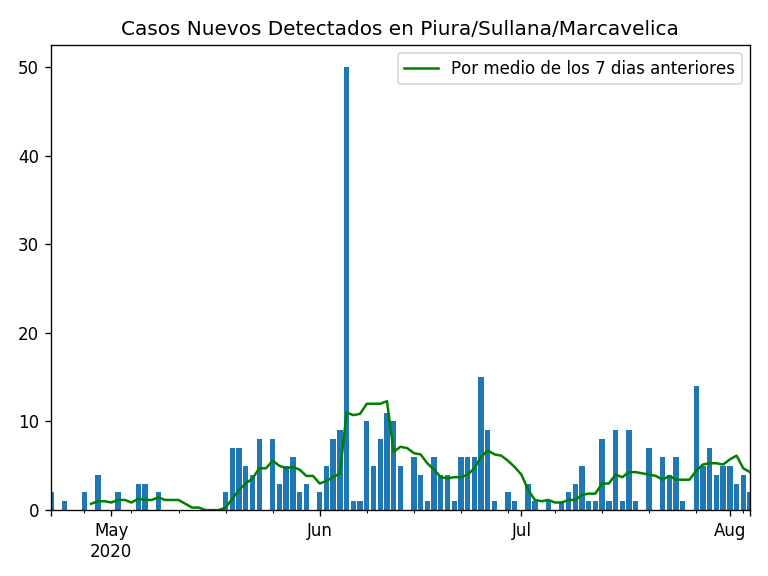 Casos Nuevos Detectados en Piura/Sullana/Marcavelica
Por medio de los 7 dias anteriores
50
40
30
20
10
0
May Jun Jul Aug
2020